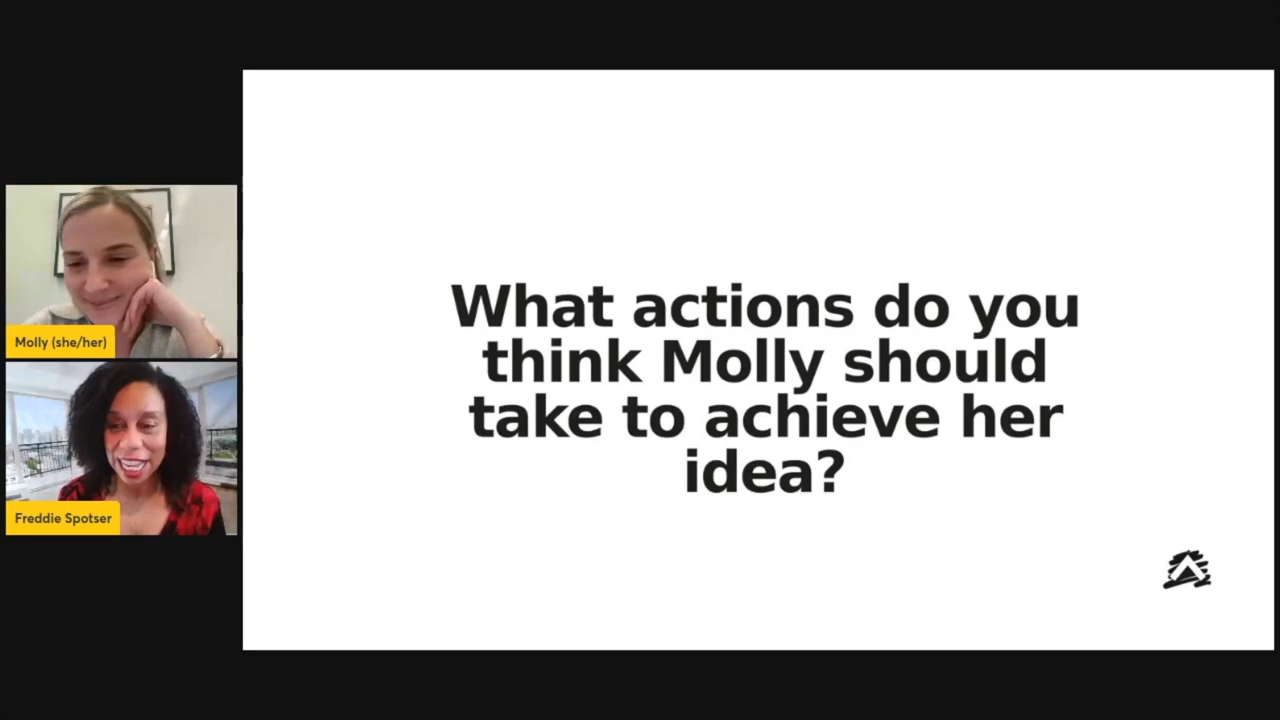 Molly (she/her)
Freddie Spotser
What actions do you
think Molly should
take to achieve her
idea?